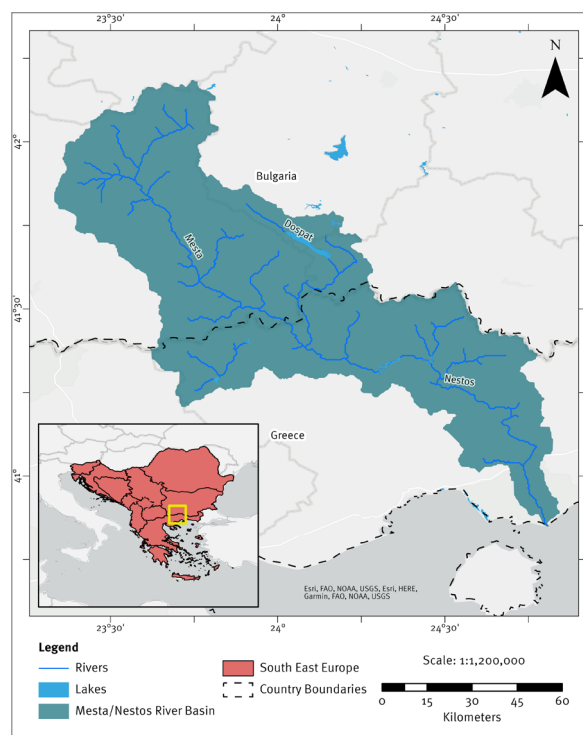 23°30'
24°
24°30'
N
42°
Bulgaria
Dospat
Mesta
41°30'
Nestos
Greece
41°
Esri, FAO, NOAA, USGS, Esri, HERE,
Garmin, FAO, NOAA, USGS
23°30'
24°
24°30'
Legend
Rivers
Lakes
Mesta/Nestos River Basin
South East Europe
Country Boundaries
Scale: 1:1,200,000
0 15 30 45 60
Kilometers